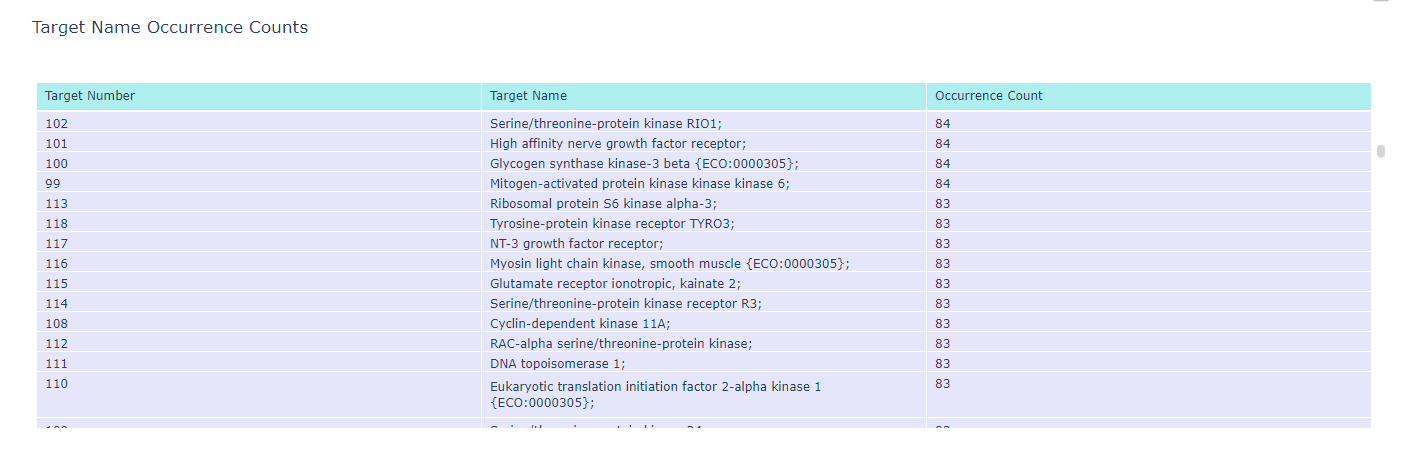 Target Name Occurrence Counts
Target Number Target Name Occurrence Count
102 Serine/threonine-protein kinase RIO1; 84
101 High affinity nerve growth factor receptor; 84
100 Glycogen synthase kinase-3 beta {ECO:0000305}; 84
99 Mitogen-activated protein kinase kinase kinase 6; 84
113 Ribosomal protein S6 kinase alpha-3; 83
118 Tyrosine-protein kinase receptor TYRO3; 83
117 NT-3 growth factor receptor; 83
116 Myosin light chain kinase, smooth muscle {ECO:0000305}; 83
115 Glutamate receptor ionotropic, kainate 2; 83
114 Serine/threonine-protein kinase receptor R3; 83
108 Cyclin-dependent kinase 11A; 83
112 RAC-alpha serine/threonine-protein kinase; 83
111 DNA topoisomerase 1; 83
110 Eukaryotic translation initiation factor 2-alpha kinase 1 83
{ECO:0000305};